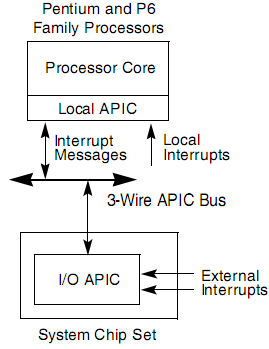 Pentium and P6
Family Processors
Processor Core
Local APIC
Interrupt
Messages
Local
Interrupts
3-Wire APIC Bus
I/O APIC
External
Interrupts
System Chip Set